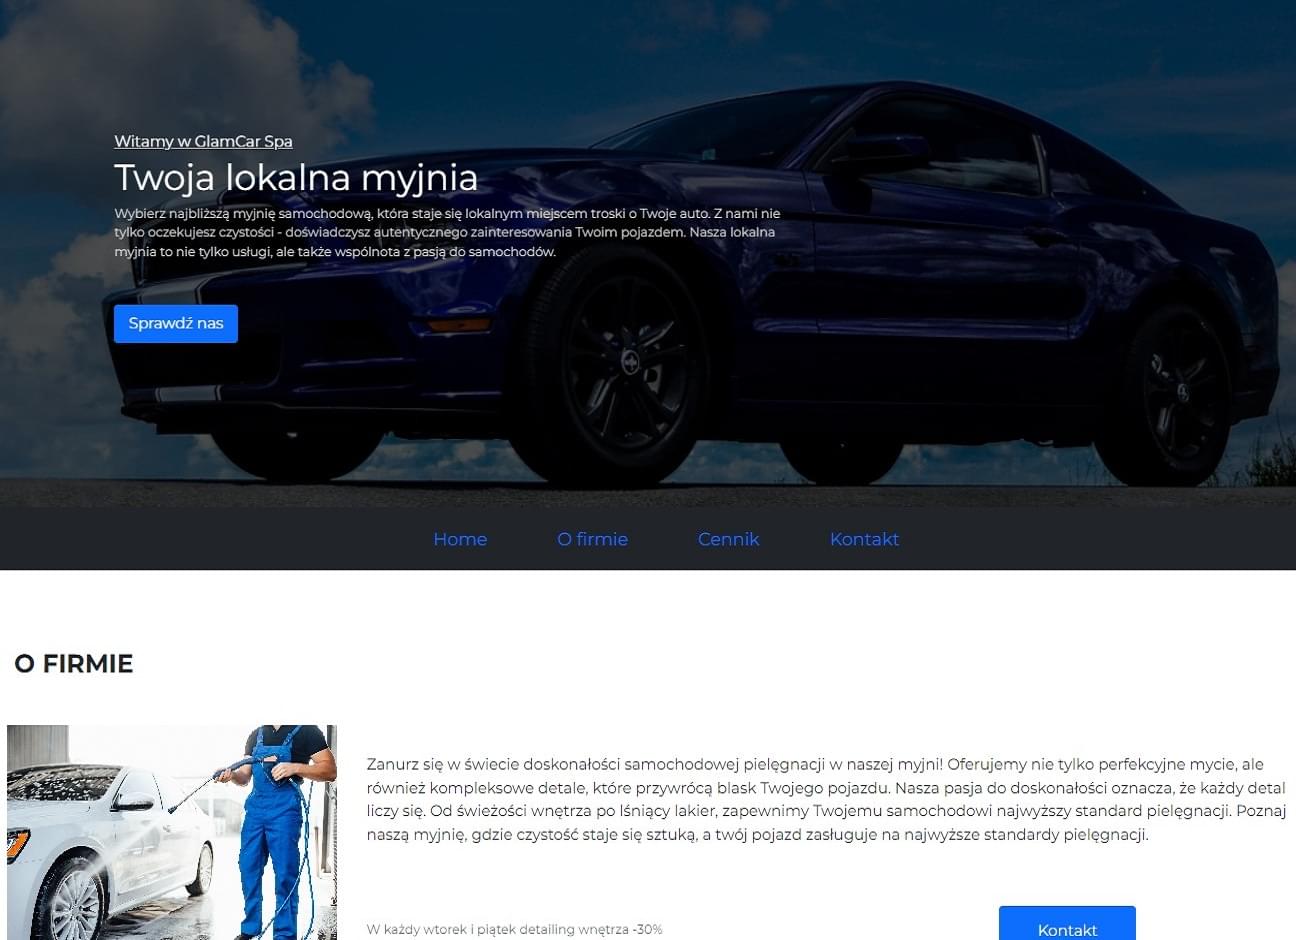 Witamy w GlamCar Spa
Twoja lokalna myjnia
Wybierz najbliższą myjnię samochodową, która staje się lokalnym miejscem troski o Twoje auto. Z nami nie
tylko oczekujesz czystości - doświadczysz autentycznego zainteresowania Twoim pojazdem. Nasza lokalna
myjnia to nie tylko usługi, ale także wspólnota z pasją do samochodów.
Sprawdź nas
Home O firmie Cennik Kontakt
O FIRMIE
Zanurz się w świecie doskonałości samochodowej pielęgnacji w naszej myjni! Oferujemy nie tylko perfekcyjne mycie, ale
również kompleksowe detale, które przywrócą blask Twojego pojazdu. Nasza pasja do doskonałości oznacza, że każdy detal
liczy się. Od świeżości wnętrza po lśniący lakier, zapewnimy Twojemu samochodowi najwyższy standard pielęgnacji. Poznaj
naszą myjnię, gdzie czystość staje się sztuką, a twój pojazd zasługuje na najwyższe standardy pielęgnacji.
W każdy wtorek i piątek detailing wnętrza -30%
Kontakt